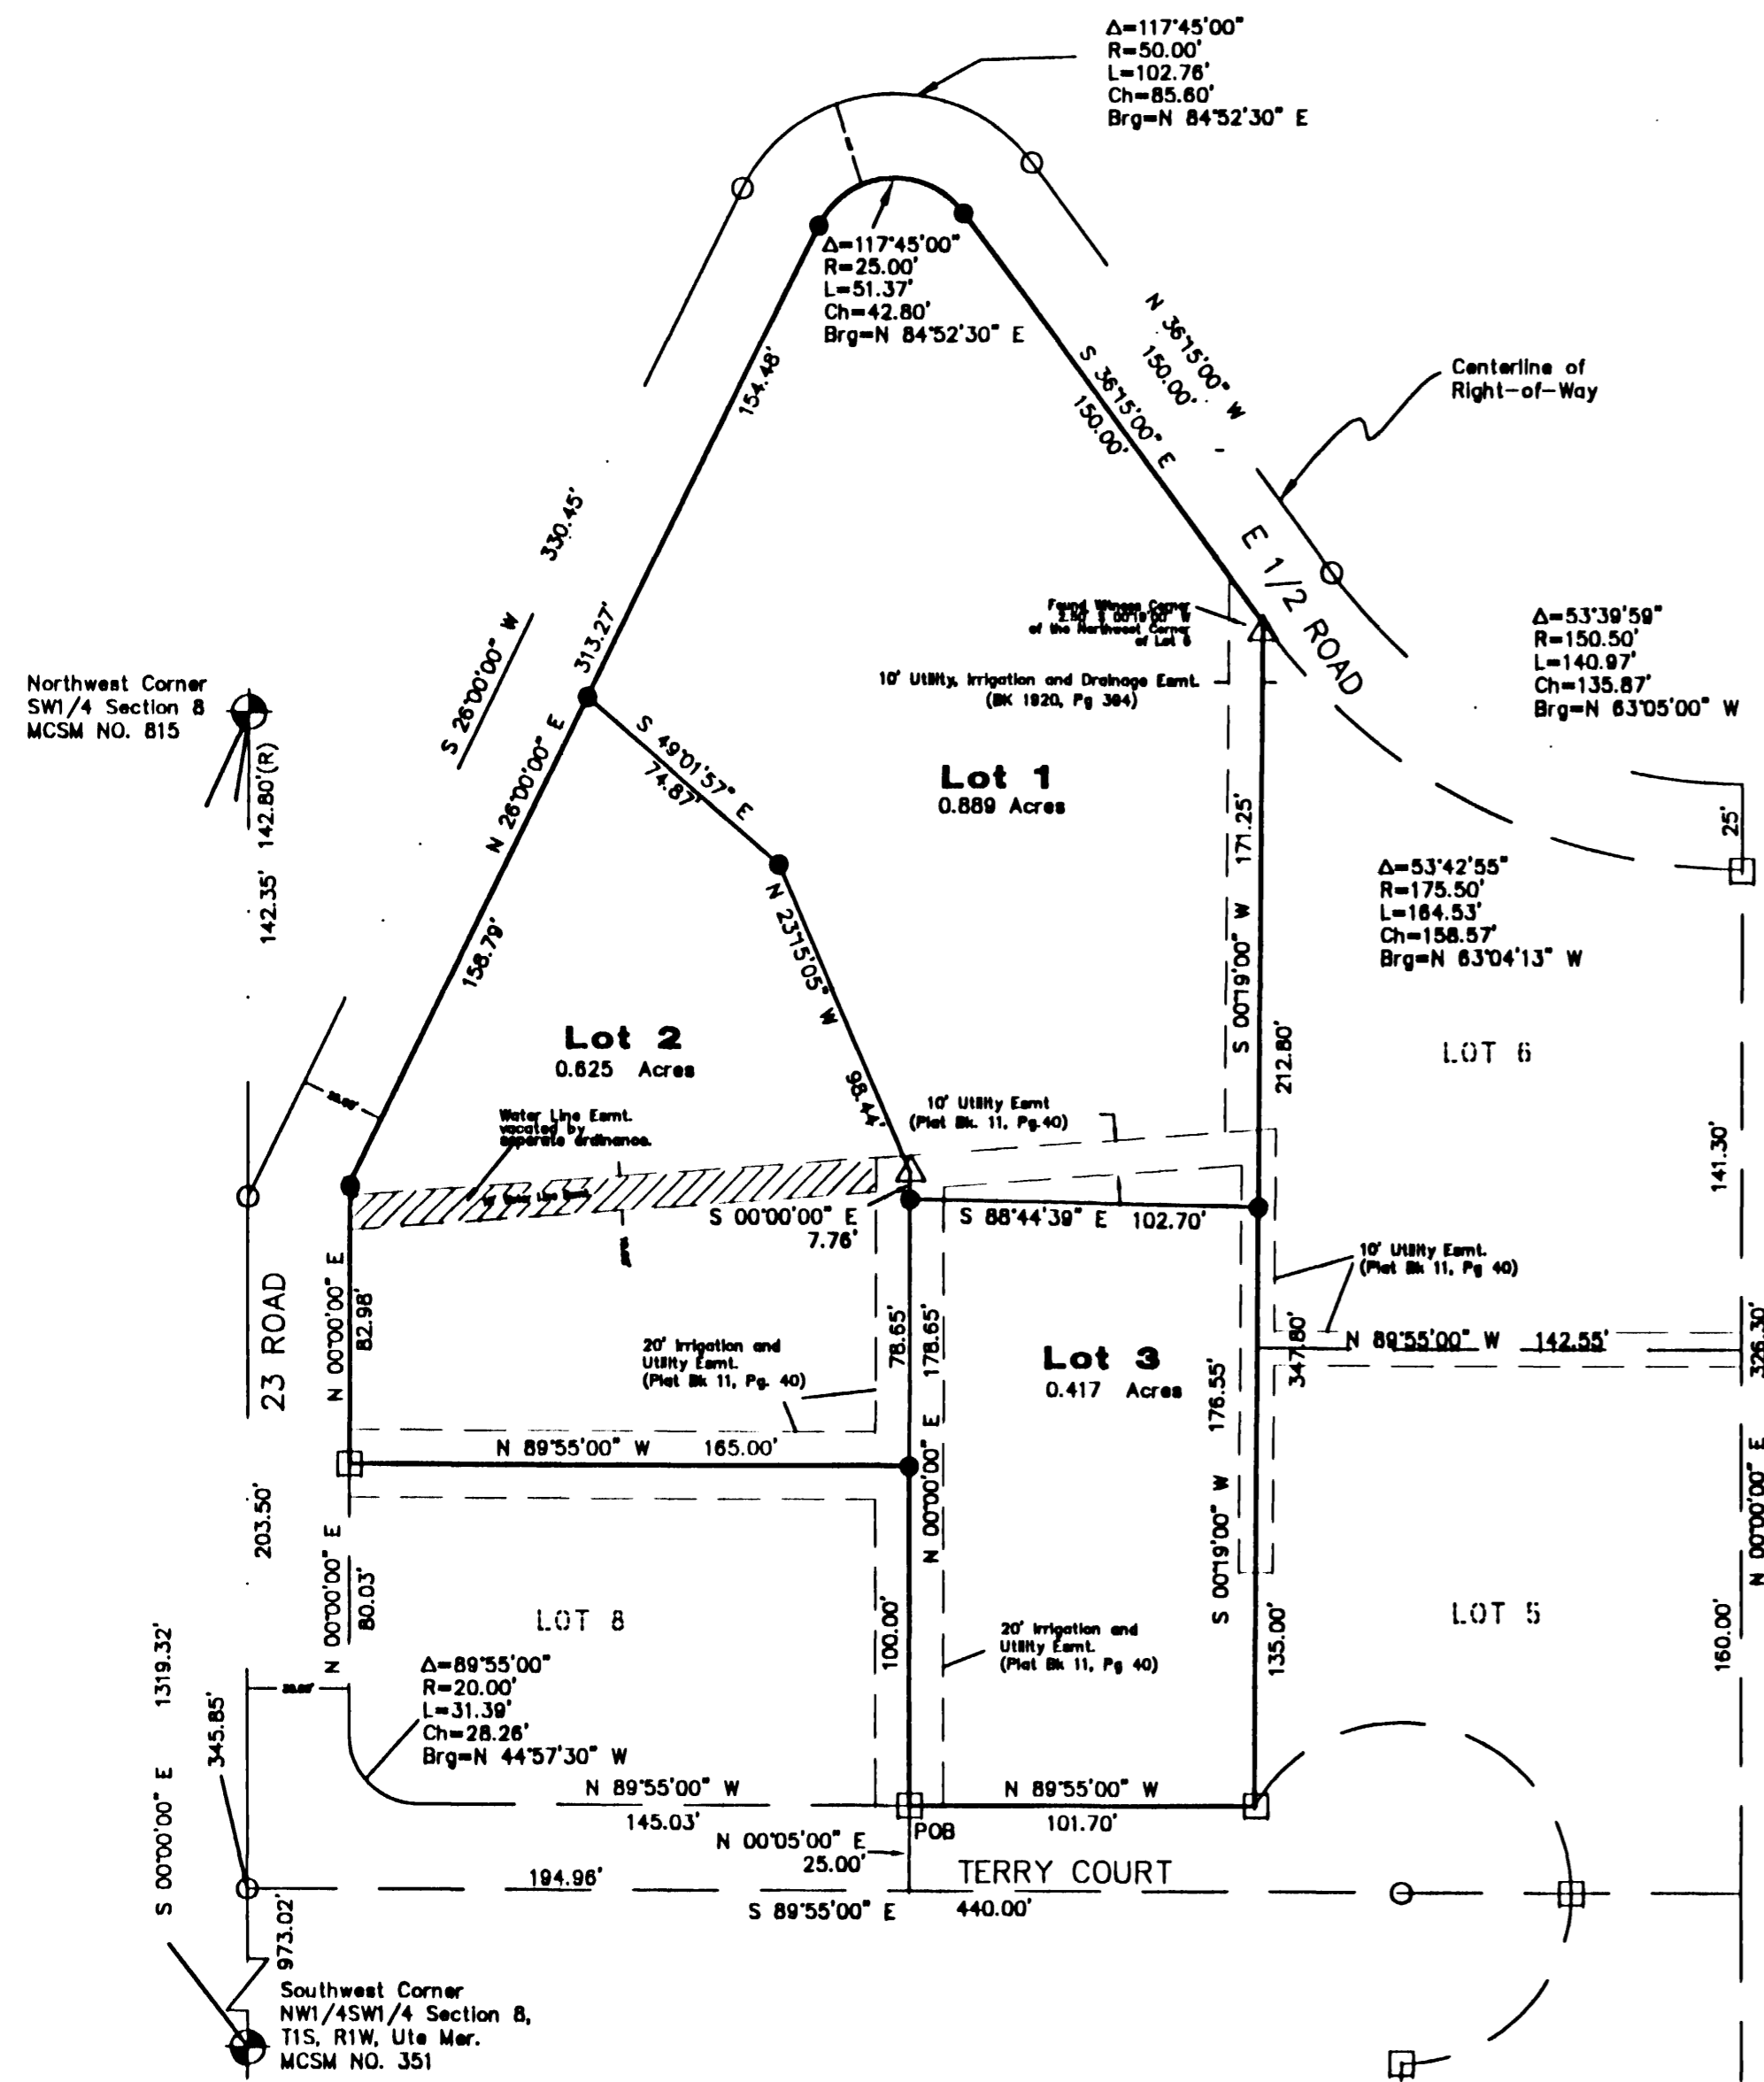 Δ=117°45'00"
R=50.00'
L=102.76'
Ch=85.60'
Brg=N 84°52'30" E
Δ=117°45'00"
R=25.00'
L=51.37'
Ch=42.80'
Brg=N 84°52'30" E
154.48'
N 36°15'00" W
150.00'
S 36°15'00" E
150.00'
Centerline of
Right-of-Way
E 1/2 ROAD
330.45'
S 26°00'00" W
313.27'
N 26°00'00" E
158.79'
Found Witness Corner
2.50' S 00°19'00" W
of the Northwest Corner
of Lot 6
10' Utility, Irrigation and Drainage Esmt.
(BK 1920, Pg 394)
Δ=53°39'59"
R=150.50'
L=140.97'
Ch=135.87'
Brg=N 63°05'00" W
Northwest Corner
SW1/4 Section 8
MCSM NO. 815
142.80'(R)
142.35'
S 49°01'57" E
74.87'
Lot 1
0.889 Acres
171.25'
S 00°19'00" W
25'
Δ=53°42'55"
R=175.50'
L=164.53'
Ch=158.57'
Brg=N 63°04'13" W
N 23°15'05" W
98.44'
Lot 2
0.625 Acres
LOT 6
212.80'
141.30'
Water Line Esmt.
vacated by
separate ordinance.
10' Utility Esmt
(Plat Bk. 11, Pg.40)
S 00°00'00" E
7.76'
S 88°44'39" E 102.70'
10' Utility Esmt.
(Plat Bk 11, Pg 40)
23 ROAD
N 00°00'00" E
82.98'
20' Irrigation and
Utility Esmt.
(Plat Bk 11, Pg. 40)
78.65'
178.65'
N 00°00'00" E
Lot 3
0.417 Acres
176.55'
S 00°19'00" W
347.80'
N 89°55'00" W 142.55'
326.30'
N 00°00'00" E
N 89°55'00" W 165.00'
203.50'
N 00°00'00" E
80.03'
LOT 8
100.00'
20' Irrigation and
Utility Esmt.
(Plat Bk 11, Pg 40)
135.00'
LOT 5
160.00'
1319.32'
S 00°00'00" E
345.85'
Δ=89°55'00"
R=20.00'
L=31.39'
Ch=28.26'
Brg=N 44°57'30" W
N 89°55'00" W
145.03'
N 89°55'00" W
101.70'
POB
N 00°05'00" E
25.00'
TERRY COURT
194.96'
S 89°55'00" E 440.00'
973.02'
Southwest Corner
NW1/4SW1/4 Section 8,
T1S, R1W, Ute Mer.
MCSM NO. 351